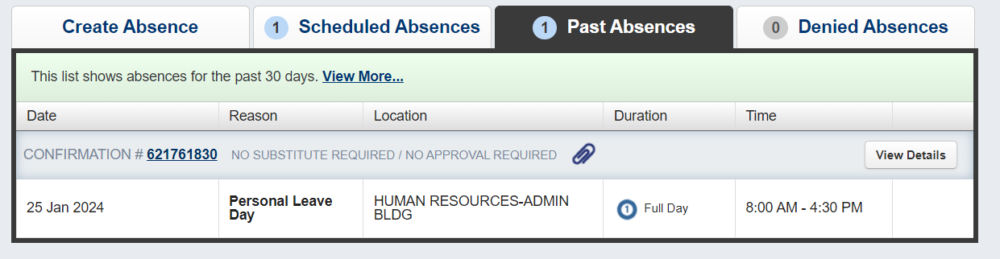 Create Absence
1 Scheduled Absences
1 Past Absences
0 Denied Absences
This list shows absences for the past 30 days. View More...
Date Reason Location Duration Time
CONFIRMATION # 621761830 NO SUBSTITUTE REQUIRED / NO APPROVAL REQUIRED View Details
25 Jan 2024
Personal Leave
Day
HUMAN RESOURCES-ADMIN
BLDG
1 Full Day
8:00 AM - 4:30 PM